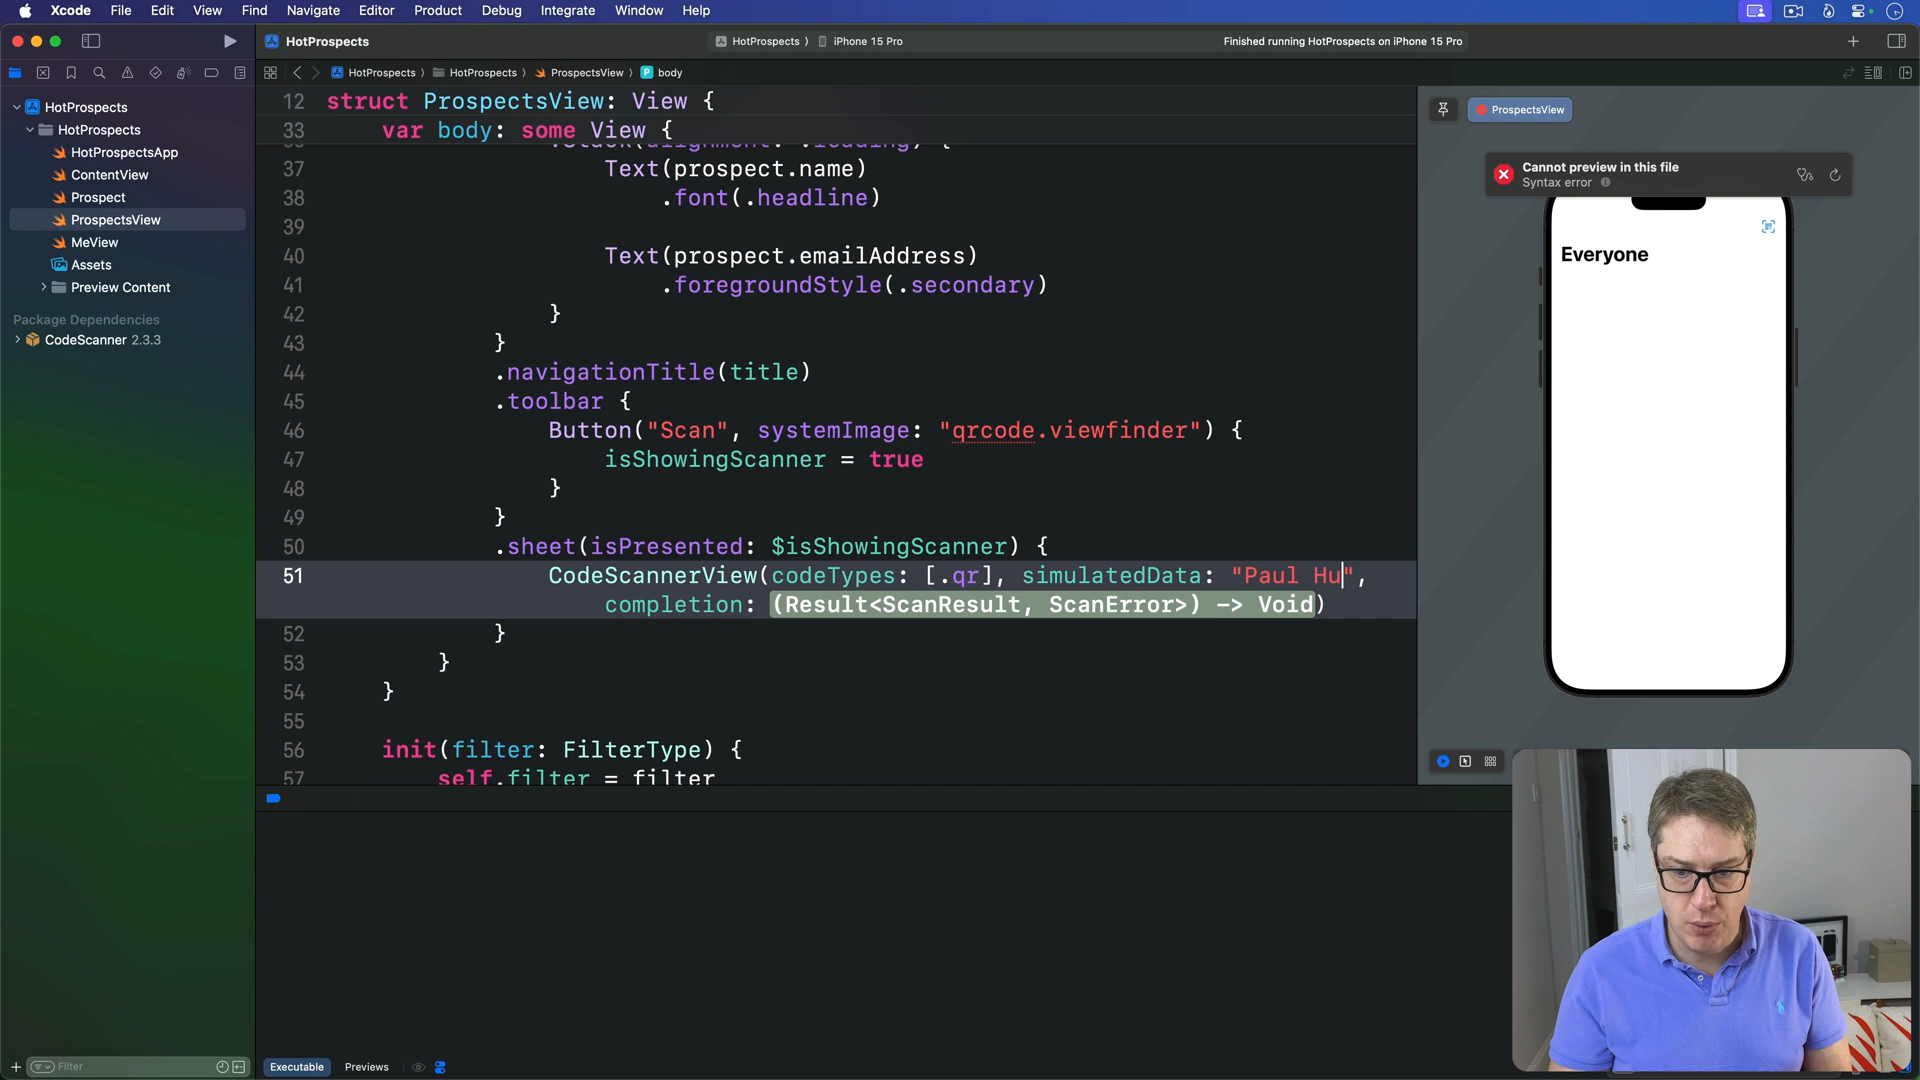 Xcode File Edit View Find Navigate Editor Product Debug Integrate Window Help
HotProspects
HotProspects 〉 iPhone 15 Pro
Finished running HotProspects on iPhone 15 Pro
HotProspects 〉 HotProspects 〉 ProspectsView 〉 P body
HotProspects
HotProspects
HotProspectsApp
ContentView
Prospect
ProspectsView
MeView
Assets
Preview Content
Package Dependencies
CodeScanner 2.3.3
Filter
12 struct ProspectsView: View {
33 var body: some View {
37 Text(prospect.name)
38 .font(.headline)
39
40 Text(prospect.emailAddress)
41 .foregroundStyle(.secondary)
42 }
43 }
44 .navigationTitle(title)
45 .toolbar {
46 Button("Scan", systemImage: "qrcode.viewfinder") {
47 isShowingScanner = true
48 }
49 }
50 .sheet(isPresented: $isShowingScanner) {
51 CodeScannerView(codeTypes: [.qr], simulatedData: "Paul Hu",
completion: (Result<ScanResult, ScanError>) -> Void)
52 }
53 }
54 }
55
56 init(filter: FilterType) {
57 self.filter = filter
ProspectsView
Cannot preview in this file
Syntax error
Everyone
Executable Previews